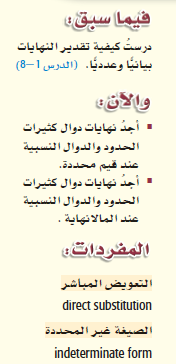 فيما سبق:
درستُ كيفية تقدير النهايات
بيانيًّا وعدديًّا. (الدرس 1-8)
والآن:
▪ أجدُ نهايات دوال كثيرات
الحدود والدوال النسبية
عند قيم محددة.
▪ أجدُ نهايات دوال كثيرات
الحدود والدوال النسبية
عند المالانهاية .
المفردات:
التعويض المباشر
direct substitution
الصيغة غير المحددة
indeterminate form